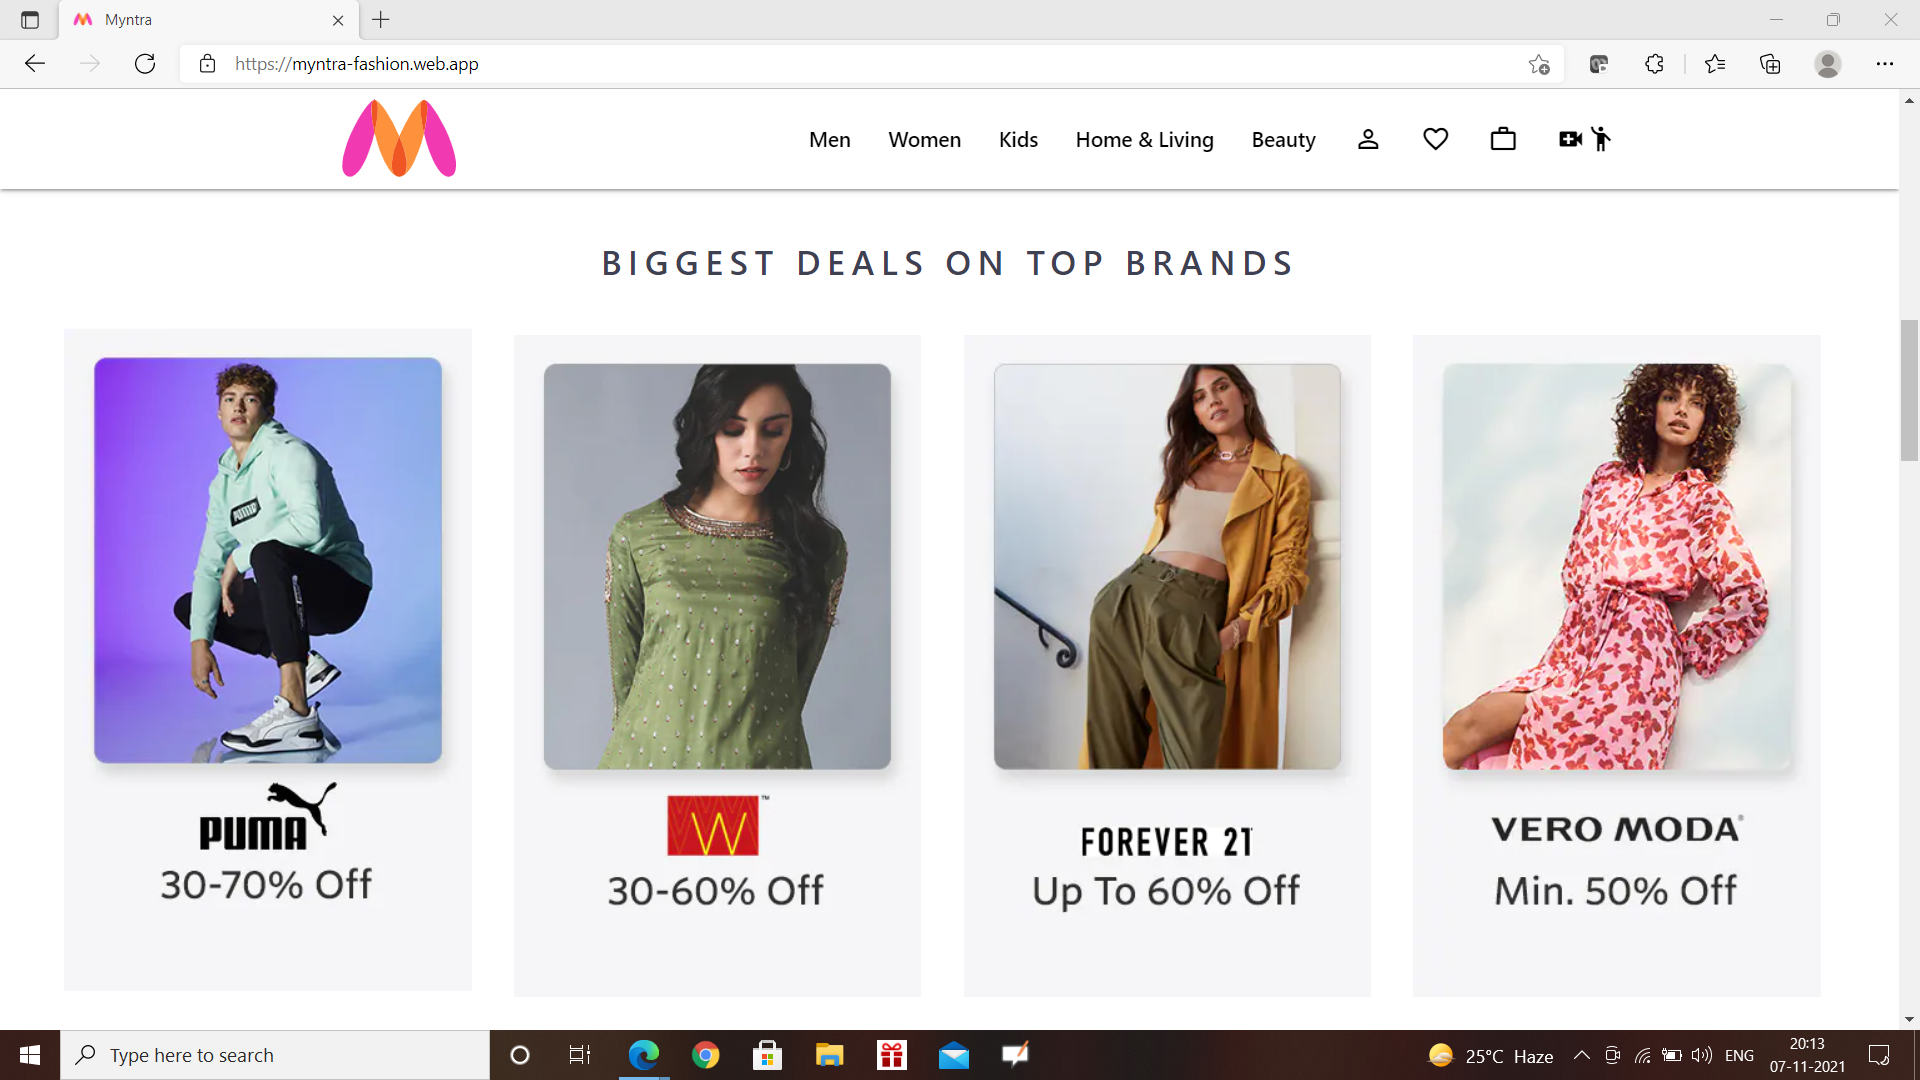 Myntra
https://myntra-fashion.web.app
Men Women Kids Home & Living Beauty
BIGGEST DEALS ON TOP BRANDS
PUMA
PUMA
30-70% Off
W™
30-60% Off
FOREVER 21
Up To 60% Off
VERO MODA®
Min. 50% Off
Type here to search
25°C Haze
ENG
20:13
07-11-2021